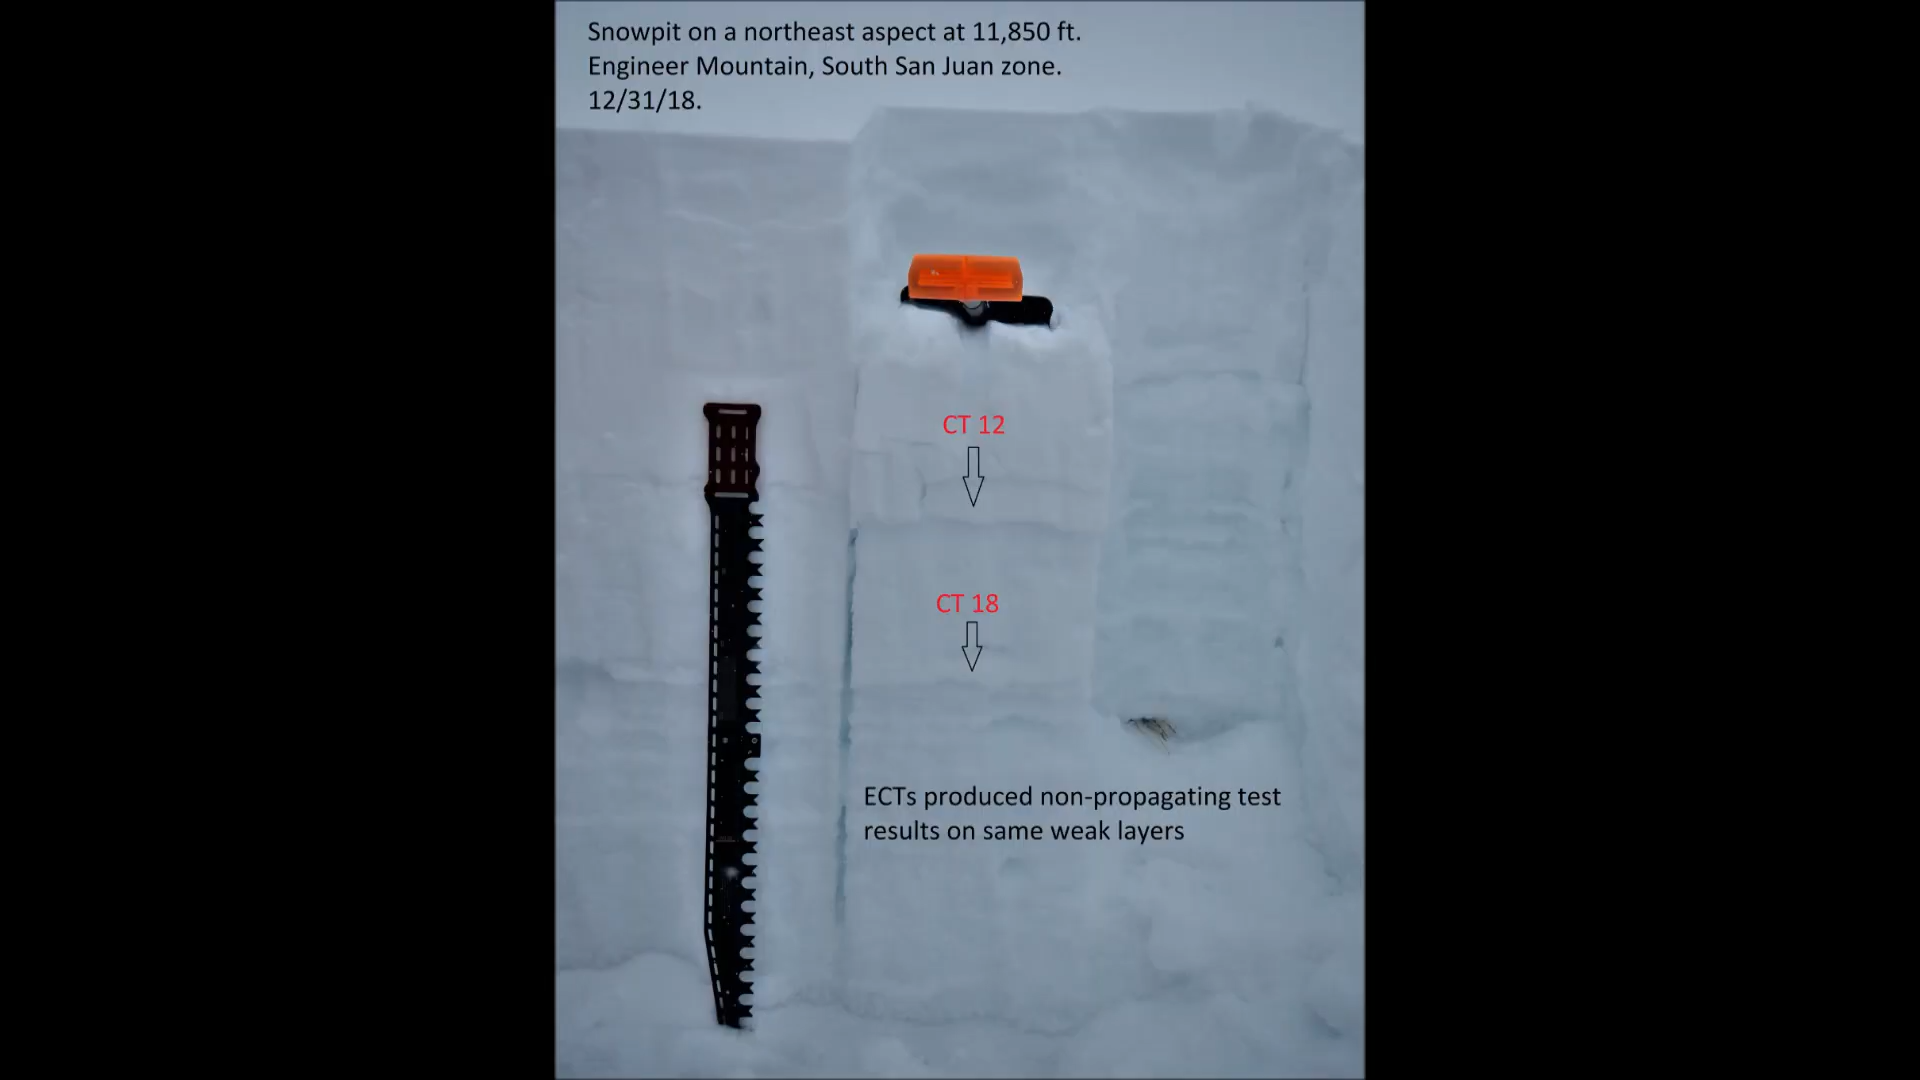 Snowpit on a northeast aspect at 11,850 ft.
Engineer Mountain, South San Juan zone.
12/31/18.
CT 12
CT 18
ECTs produced non-propagating test
results on same weak layers